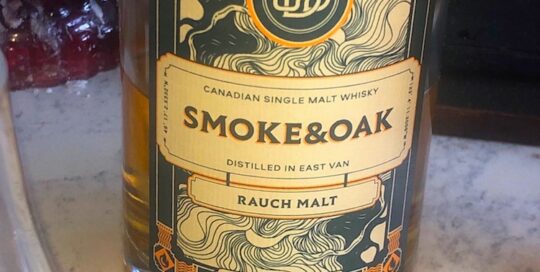 CANADIAN SINGLE MALT WHISKY
SMOKE&OAK
DISTILLED IN EAST VAN
RAUCH MALT